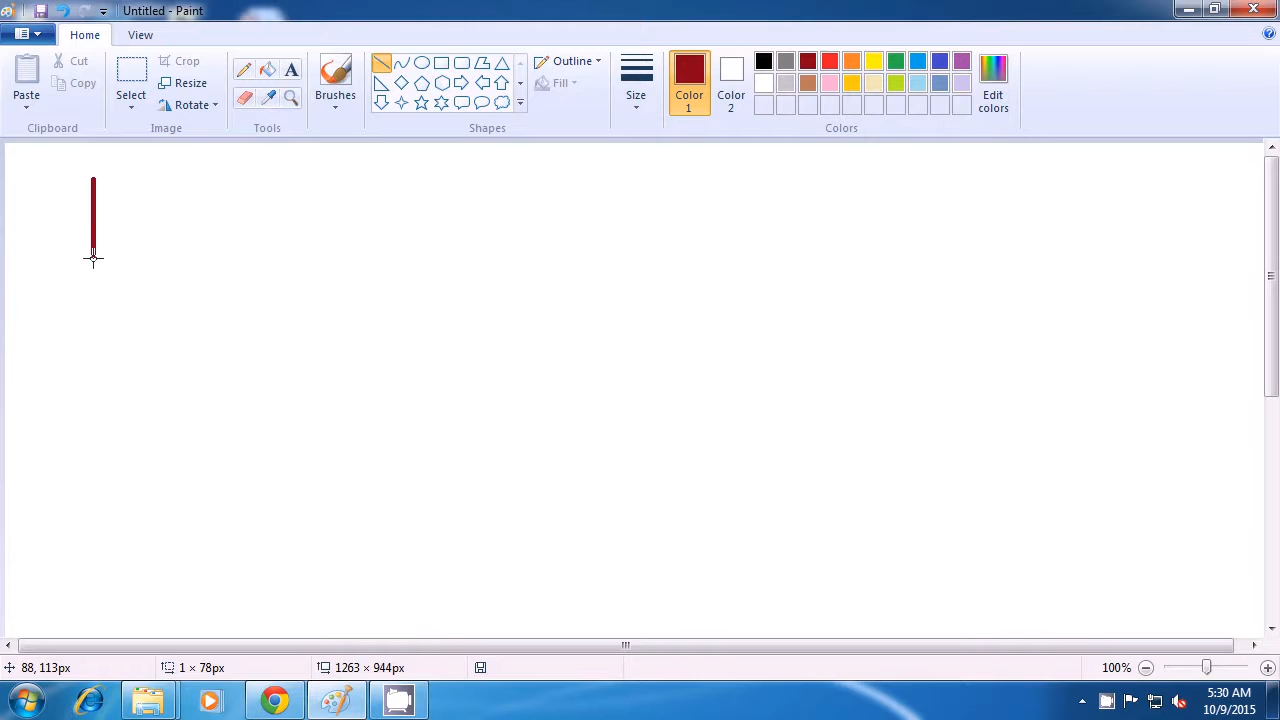 Untitled - Paint
Home View
Paste
Cut
Copy
Clipboard
Select
Crop
Resize
Rotate
Image
A
Tools
Brushes
Outline
Fill
Shapes
Size
Color 1
Color 2
Edit colors
Colors
88, 113px 1 × 78px 1263 × 944px 100%
5:30 AM
10/9/2015